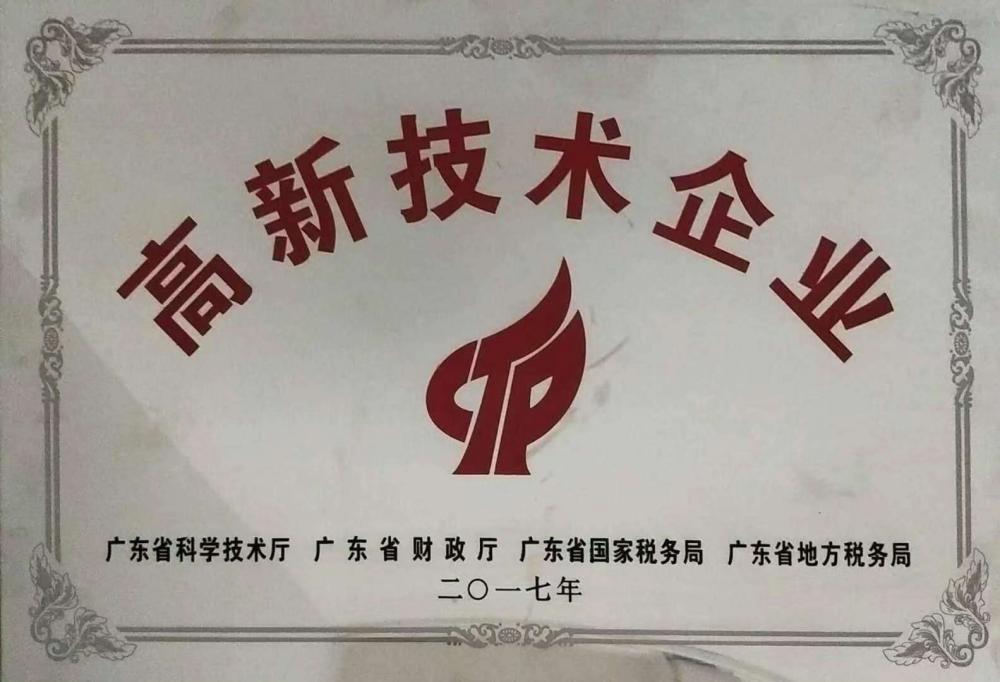 高新技术企业
广东省科学技术厅 广东省财政厅 广东省国家税务局 广东省地方税务局
二〇一七年